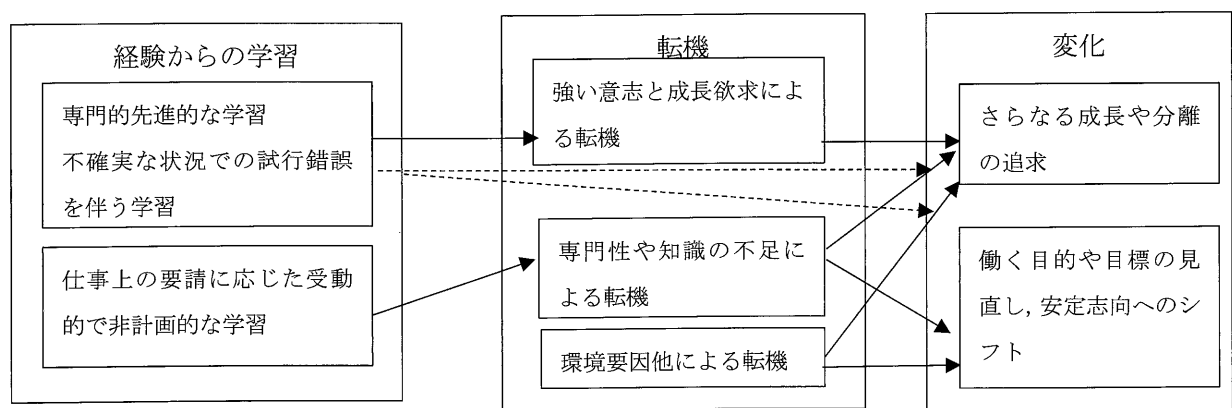 経験からの学習
専門的先進的な学習
不確実な状況での試行錯誤
を伴う学習
仕事上の要請に応じた受動
的で非計画的な学習
転機
強い意志と成長欲求によ
る転機
専門性や知識の不足に
よる転機
環境要因他による転機
変化
さらなる成長や分離
の追求
働く目的や目標の見
直し,安定志向へのシ
フト